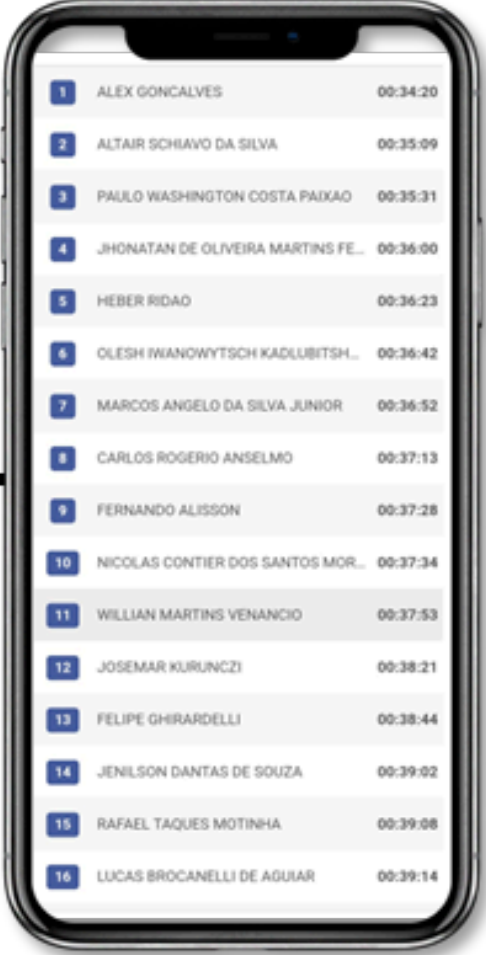 1 ALEX GONCALVES 00:34:20
2 ALTAIR SCHIAVO DA SILVA 00:35:09
3 PAULO WASHINGTON COSTA PAIXAO 00:35:31
4 JHONATAN DE OLIVEIRA MARTINS FE... 00:36:00
5 HEBER RIDAO 00:36:23
6 OLESH IWANOWYTSCH KADLUBITSH... 00:36:42
7 MARCOS ANGELO DA SILVA JUNIOR 00:36:52
8 CARLOS ROGERIO ANSELMO 00:37:13
9 FERNANDO ALISSON 00:37:28
10 NICOLAS CONTIER DOS SANTOS MOR... 00:37:34
11 WILLIAN MARTINS VENANCIO 00:37:53
12 JOSEMAR KURUNCZI 00:38:21
13 FELIPE GHIRARDELLI 00:38:44
14 JENILSON DANTAS DE SOUZA 00:39:02
15 RAFAEL TAQUES MOTINHA 00:39:08
16 LUCAS BROCANELLI DE AGUIAR 00:39:14